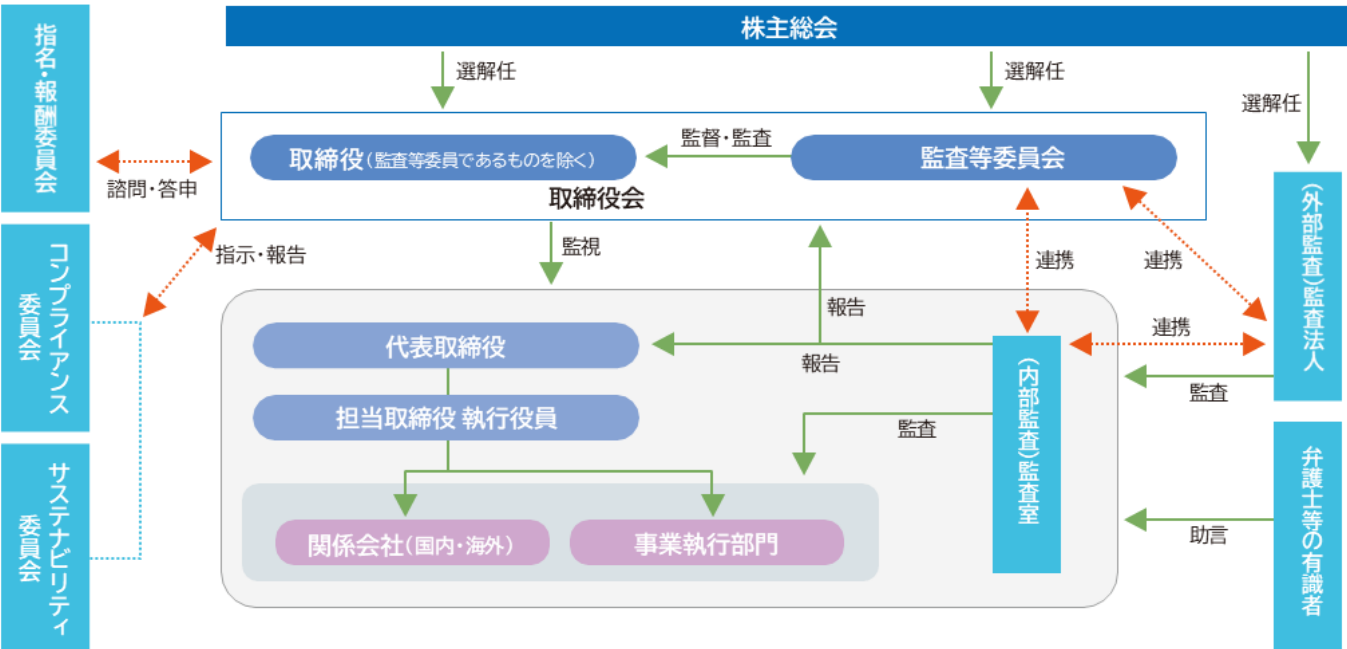 株主総会
指名・報酬委員会
選解任
選解任
選解任
取締役(監査等委員であるものを除く)
監督・監査
監査等委員会
取締役会
諮問・答申
(外部監査)監査法人
コンプライアンス
委員会
指示・報告
監視
連携
連携
報告
連携
代表取締役
報告
(内部監査)監査室
監査
担当取締役 執行役員
監査
サステナビリティ
委員会
関係会社(国内・海外)
事業執行部門
助言
弁護士等の有識者